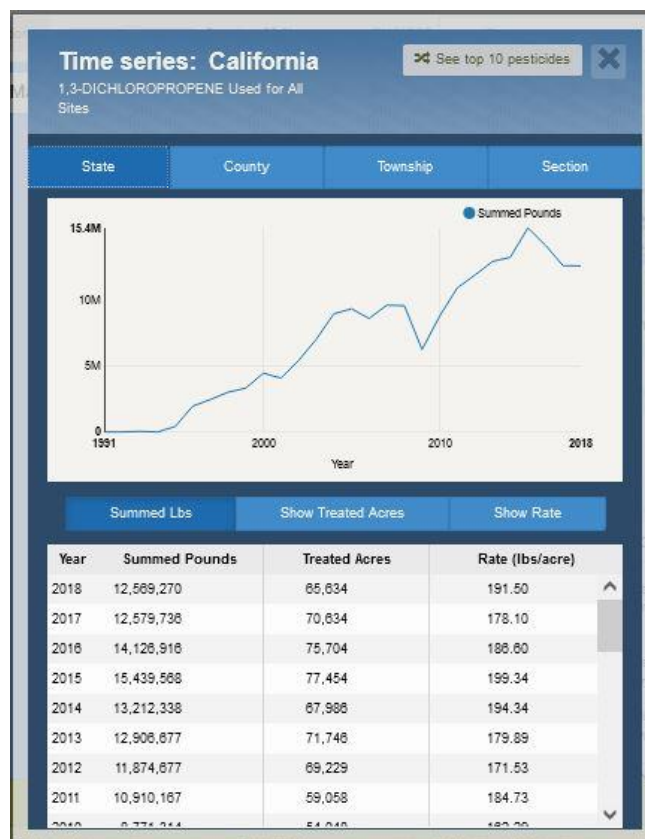 Time series: California
See top 10 pesticides
1,3-DICHLOROPROPENE Used for All
Sites
State County Township Section
Summed Pounds
15.4M
10M
5M
0
1991 2000 2010 2018
Year
Summed Lbs Show Treated Acres Show Rate
Year Summed Pounds Treated Acres Rate (lbs/acre)
2018 12,569,270 65,634 191.50
2017 12,579,736 70,634 178.10
2016 14,126,916 75,704 186.60
2015 15,439,568 77,454 199.34
2014 13,212,338 67,986 194.34
2013 12,906,677 71,746 179.89
2012 11,874,677 69,229 171.53
2011 10,910,167 59,058 184.73